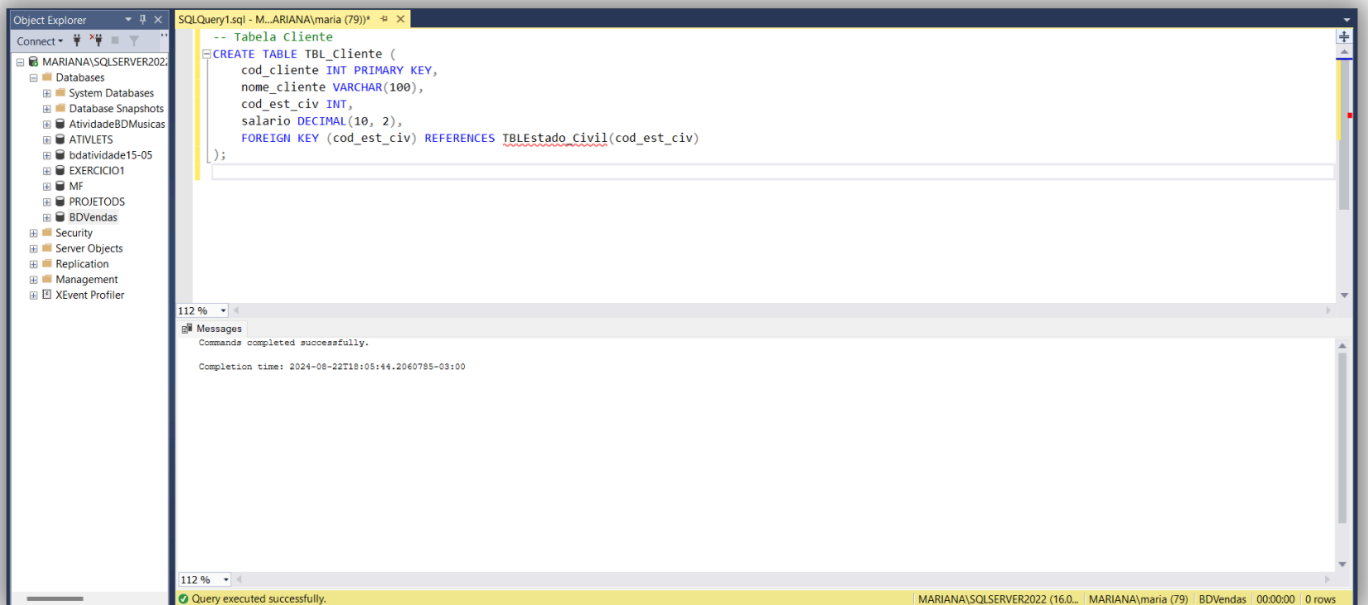 Object Explorer
SQLQuery1.sql - M...ARIANA\maria (79))*
Connect
MARIANA\SQLSERVER2022
Databases
System Databases
Database Snapshots
AtividadeBDMusicas
ATIVLETS
bdatividade15-05
EXERCICIO1
MF
PROJETODS
BDVendas
Security
Server Objects
Replication
Management
XEvent Profiler
-- Tabela Cliente
CREATE TABLE TBL_Cliente (
cod_cliente INT PRIMARY KEY,
nome_cliente VARCHAR(100),
cod_est_civ INT,
salario DECIMAL(10, 2),
FOREIGN KEY (cod_est_civ) REFERENCES TBLEstado_Civil(cod_est_civ)
);
112 %
Messages
Commands completed successfully.
Completion time: 2024-08-22T18:05:44.2060785-03:00
112 %
Query executed successfully.
MARIANA\SQLSERVER2022 (16.0... MARIANA\maria (79) BDVendas 00:00:00 0 rows